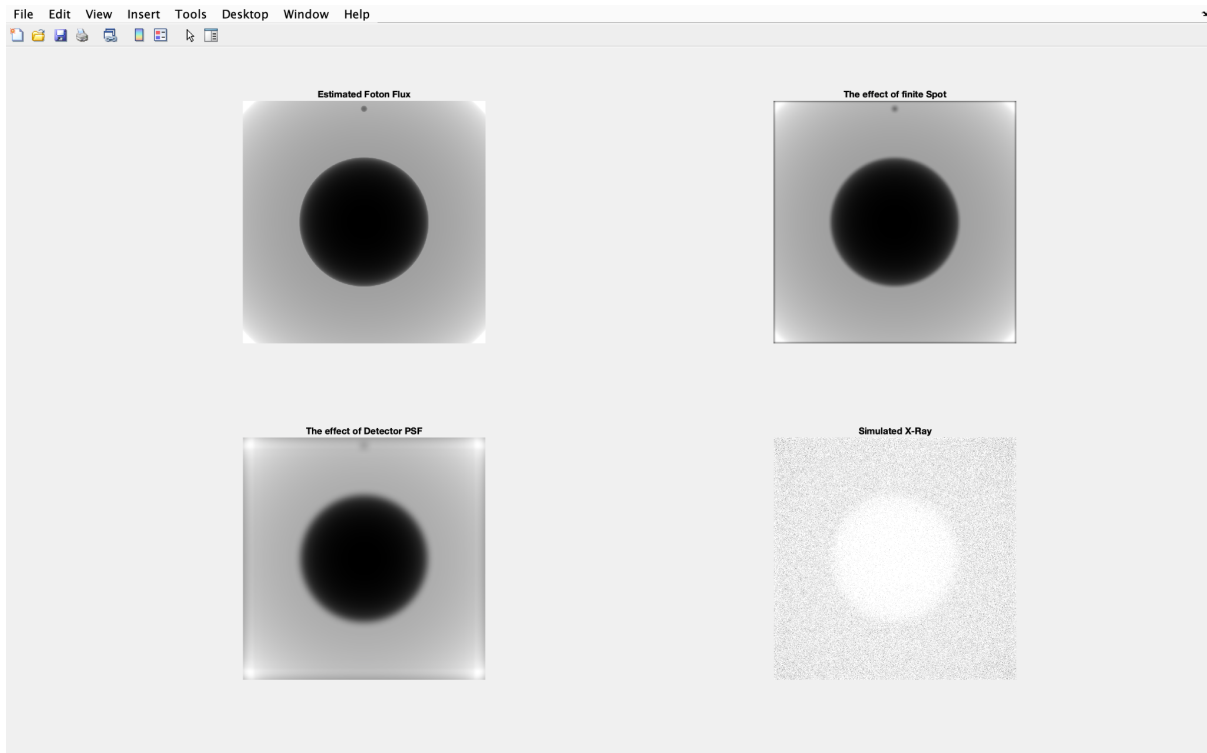 File Edit View Insert Tools Desktop Window Help
Estimated Foton Flux
The effect of finite Spot
The effect of Detector PSF
Simulated X-Ray